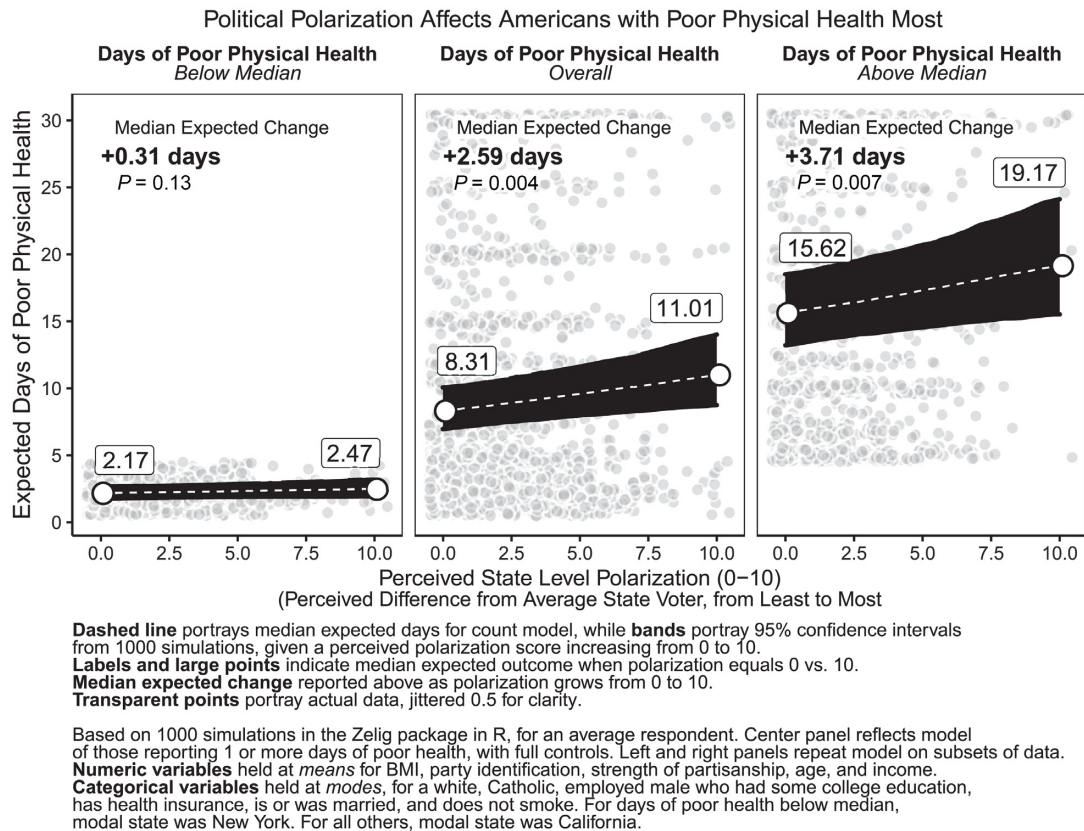 Political Polarization Affects Americans with Poor Physical Health Most
Days of Poor Physical Health
Below Median
Days of Poor Physical Health
Overall
Days of Poor Physical Health
Above Median
Expected Days of Poor Physical Health
30
25
20
15
10
5
0
Median Expected Change
+0.31 days
P = 0.13
2.17
2.47
Median Expected Change
+2.59 days
P = 0.004
8.31
11.01
Median Expected Change
+3.71 days
P = 0.007
15.62
19.17
0.0 2.5 5.0 7.5 10.0
0.0 2.5 5.0 7.5 10.0
0.0 2.5 5.0 7.5 10.0
Perceived State Level Polarization (0−10)
(Perceived Difference from Average State Voter, from Least to Most
Dashed line portrays median expected days for count model, while bands portray 95% confidence intervals
from 1000 simulations, given a perceived polarization score increasing from 0 to 10.
Labels and large points indicate median expected outcome when polarization equals 0 vs. 10.
Median expected change reported above as polarization grows from 0 to 10.
Transparent points portray actual data, jittered 0.5 for clarity.
Based on 1000 simulations in the Zelig package in R, for an average respondent. Center panel reflects model
of those reporting 1 or more days of poor health, with full controls. Left and right panels repeat model on subsets of data.
Numeric variables held at means for BMI, party identification, strength of partisanship, age, and income.
Categorical variables held at modes, for a white, Catholic, employed male who had some college education,
has health insurance, is or was married, and does not smoke. For days of poor health below median,
modal state was New York. For all others, modal state was California.